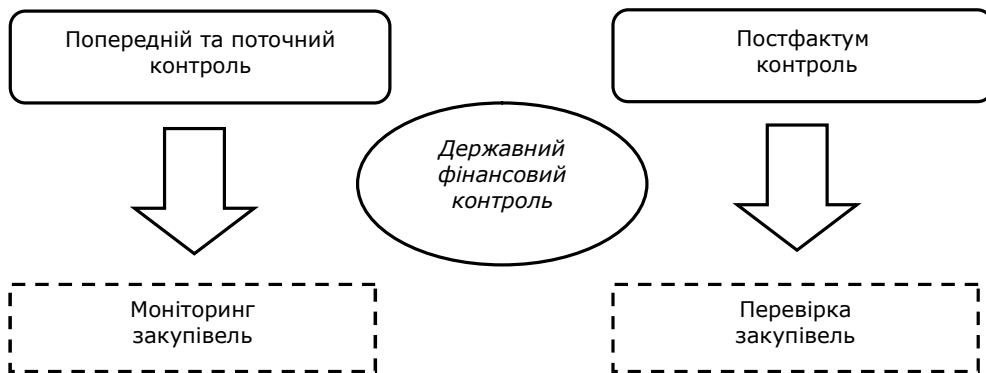 Попередній та поточний
контроль
Постфактум
контроль
Державний
фінансовий
контроль
Моніторинг
закупівель
Перевірка
закупівель